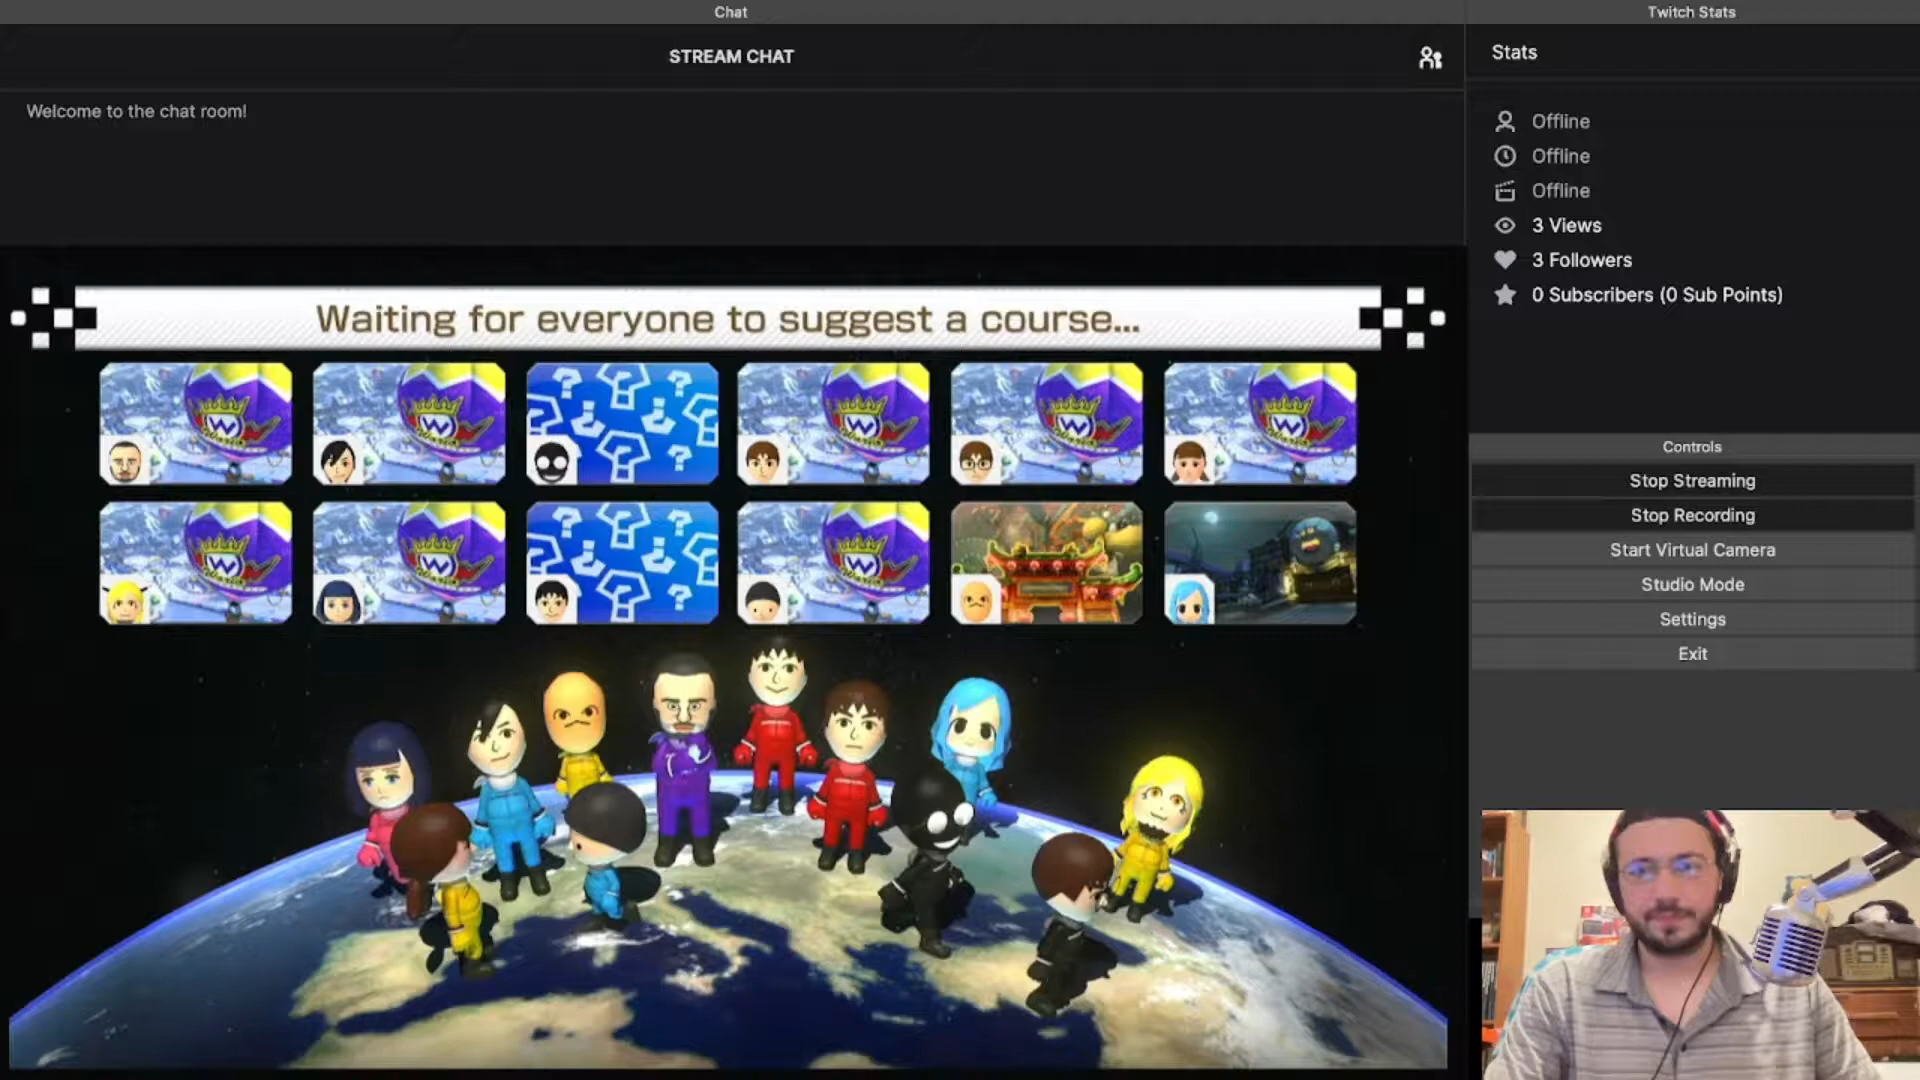 Chat
Twitch Stats
STREAM CHAT
Stats
Welcome to the chat room!
Offline
Offline
Offline
3 Views
3 Followers
0 Subscribers (0 Sub Points)
Waiting for everyone to suggest a course...
Controls
Stop Streaming
Stop Recording
Start Virtual Camera
Studio Mode
Settings
Exit